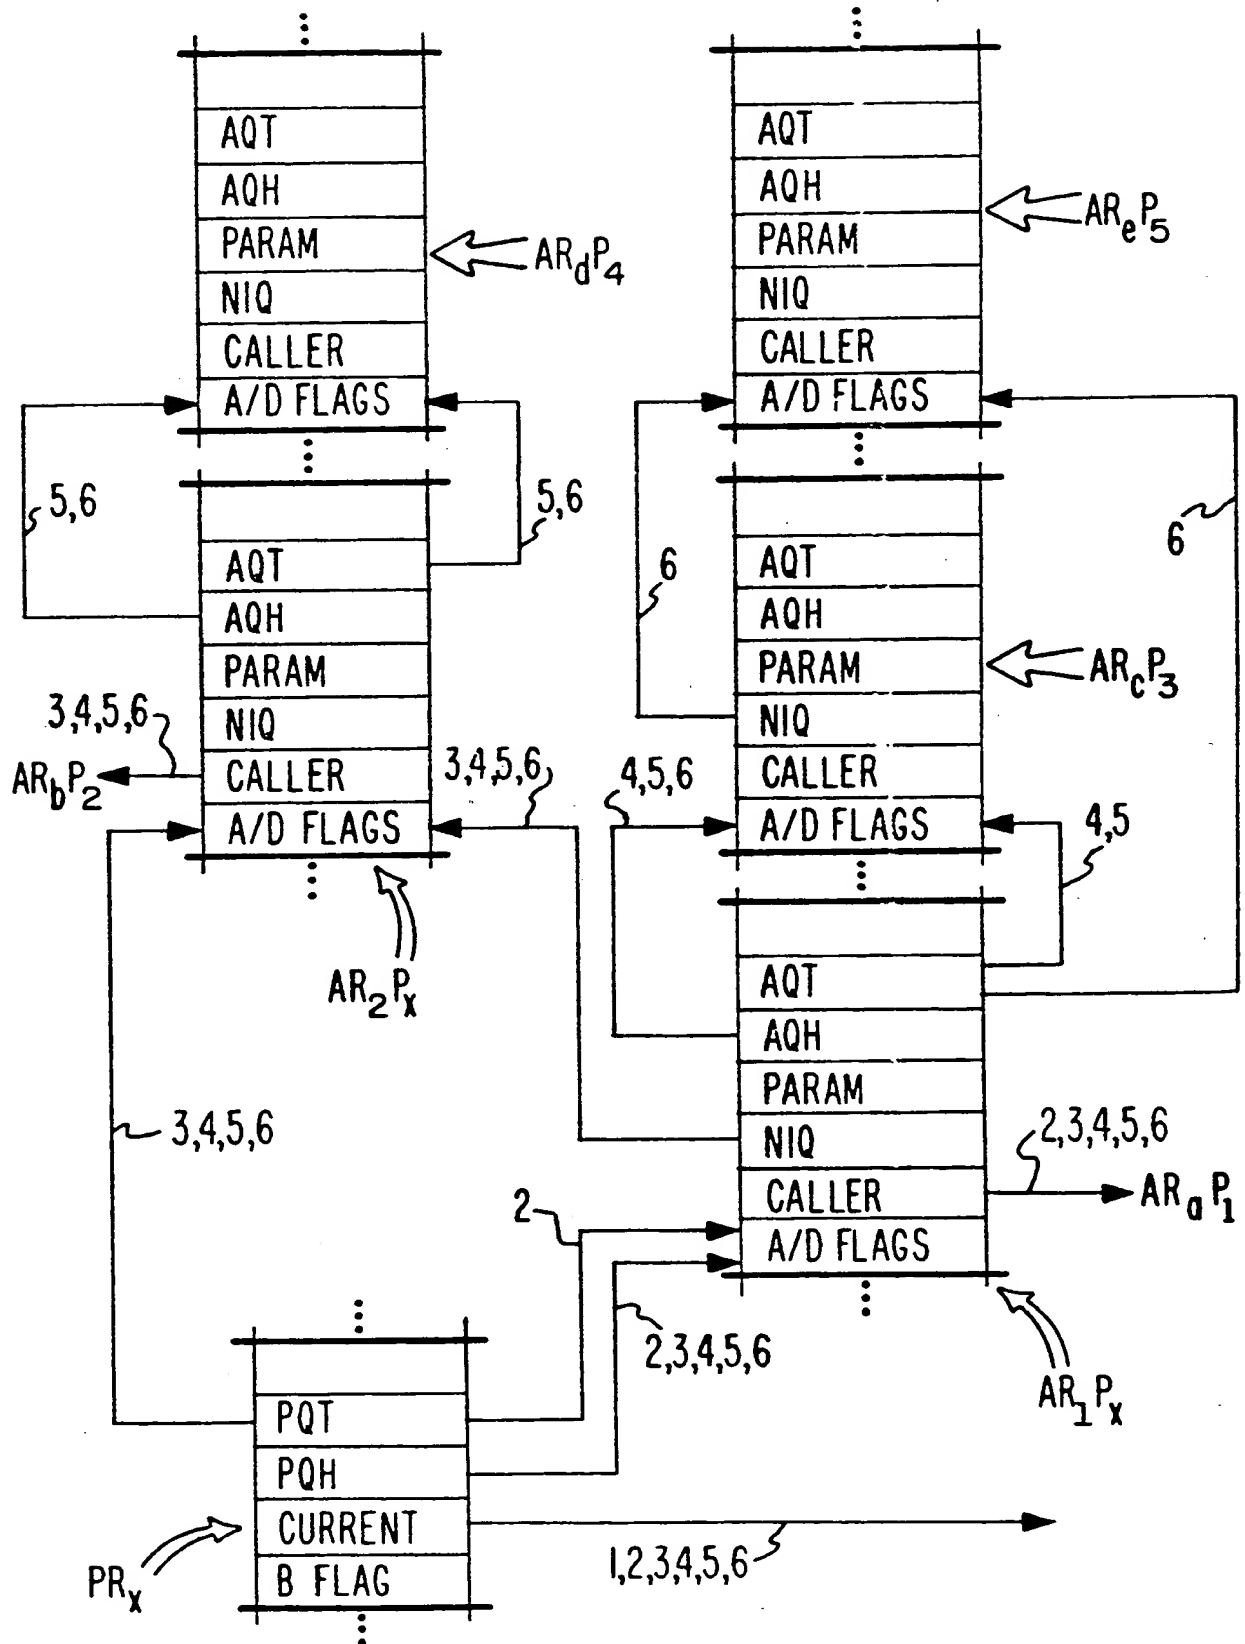 AQT
AQH
PARAM
NIQ
CALLER
A/D FLAGS
ARdP4
5,6
5,6
AQT
AQH
PARAM
NIQ
CALLER
A/D FLAGS
3,4,5,6
ARbP2
3,4,5,6
AR2Px
3,4,5,6
AQT
AQH
PARAM
NIQ
CALLER
A/D FLAGS
AReP5
6
6
AQT
AQH
PARAM
NIQ
CALLER
A/D FLAGS
ARcP3
4,5,6
4,5
AQT
AQH
PARAM
NIQ
CALLER
A/D FLAGS
2,3,4,5,6
ARaP1
2
2,3,4,5,6
AR1Px
PQT
PQH
CURRENT
B FLAG
PRx
1,2,3,4,5,6